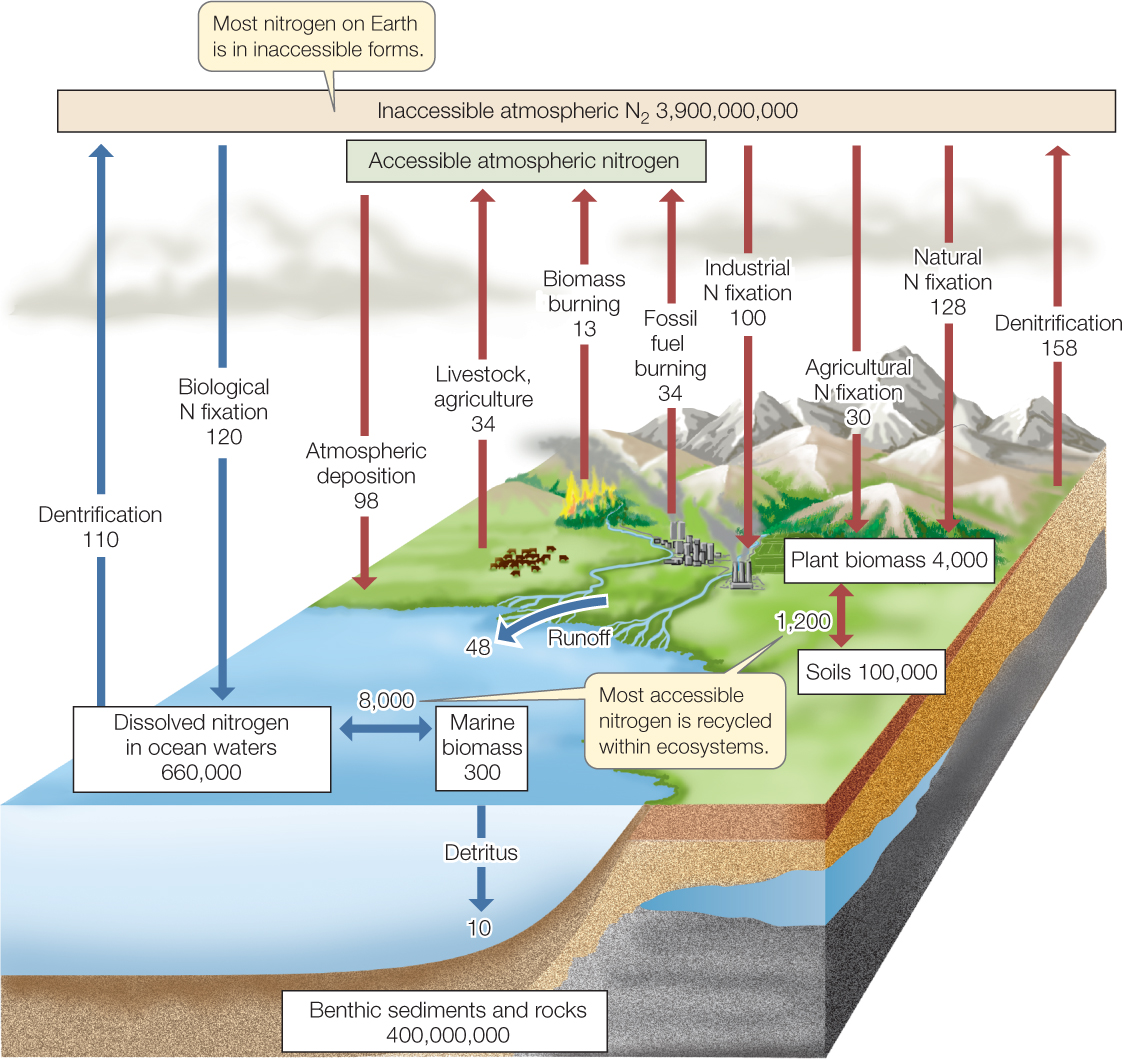 Most nitrogen on Earth
is in inaccessible forms.
Inaccessible atmospheric N₂ 3,900,000,000
Accessible atmospheric nitrogen
Dentrification
110
Biological
N fixation
120
Atmospheric
deposition
98
Livestock,
agriculture
34
Biomass
burning
13
Fossil
fuel
burning
34
Industrial
N fixation
100
Agricultural
N fixation
30
Natural
N fixation
128
Denitrification
158
Plant biomass 4,000
1,200
Soils 100,000
Runoff
48
Most accessible
nitrogen is recycled
within ecosystems.
8,000
Dissolved nitrogen
in ocean waters
660,000
Marine
biomass
300
Detritus
10
Benthic sediments and rocks
400,000,000